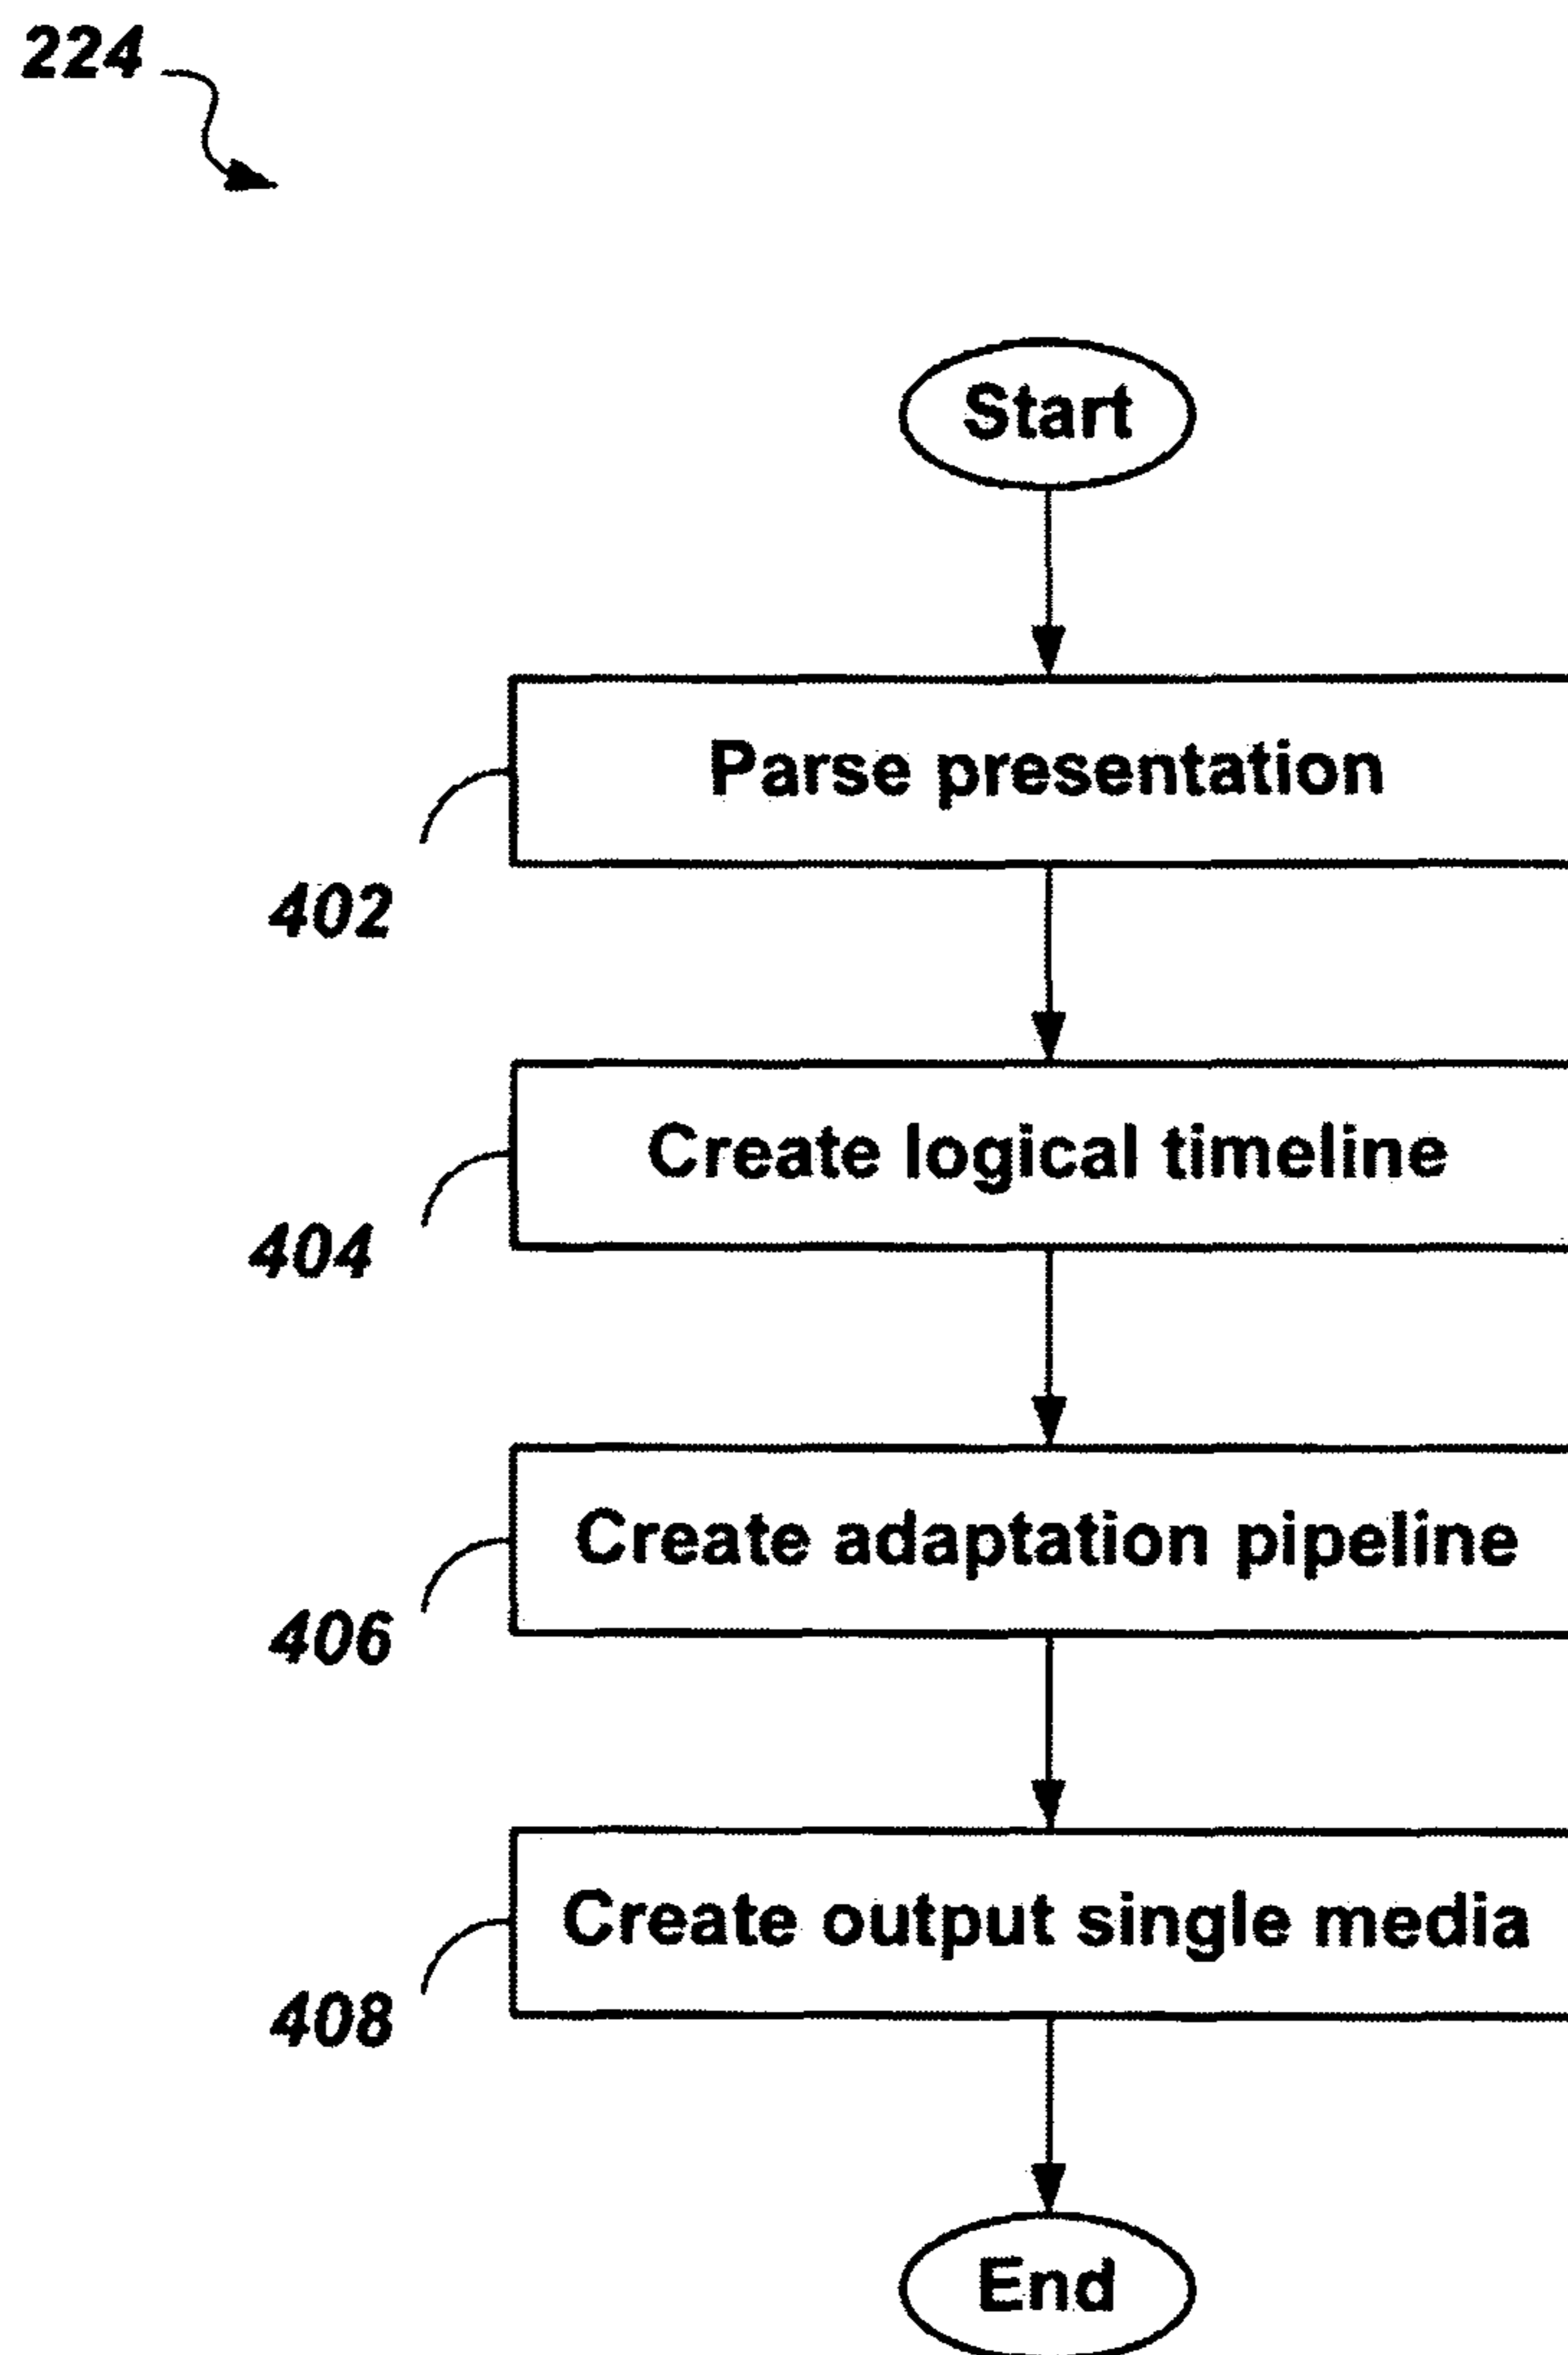 224
Start
Parse presentation
402
Create logical timeline
404
Create adaptation pipeline
406
Create output single media
408
End